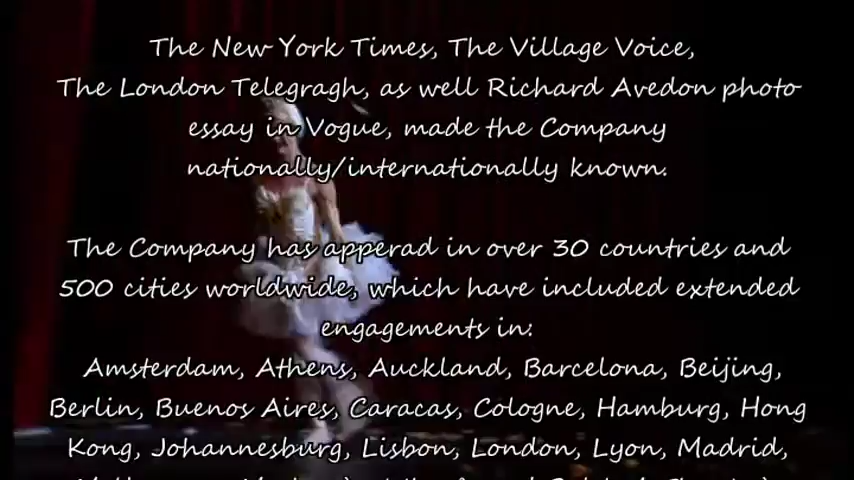 The New York Times, The Village Voice,
The London Telegragh, as well Richard Avedon photo
essay in Vogue, made the Company
nationally/internationally known.
The Company has apperad in over 30 countries and
500 cities worldwide, which have included extended
engagements in:
Amsterdam, Athens, Auckland, Barcelona, Beijing,
Berlin, Buenos Aires, Caracas, Cologne, Hamburg, Hong
Kong, Johannesburg, Lisbon, London, Lyon, Madrid,